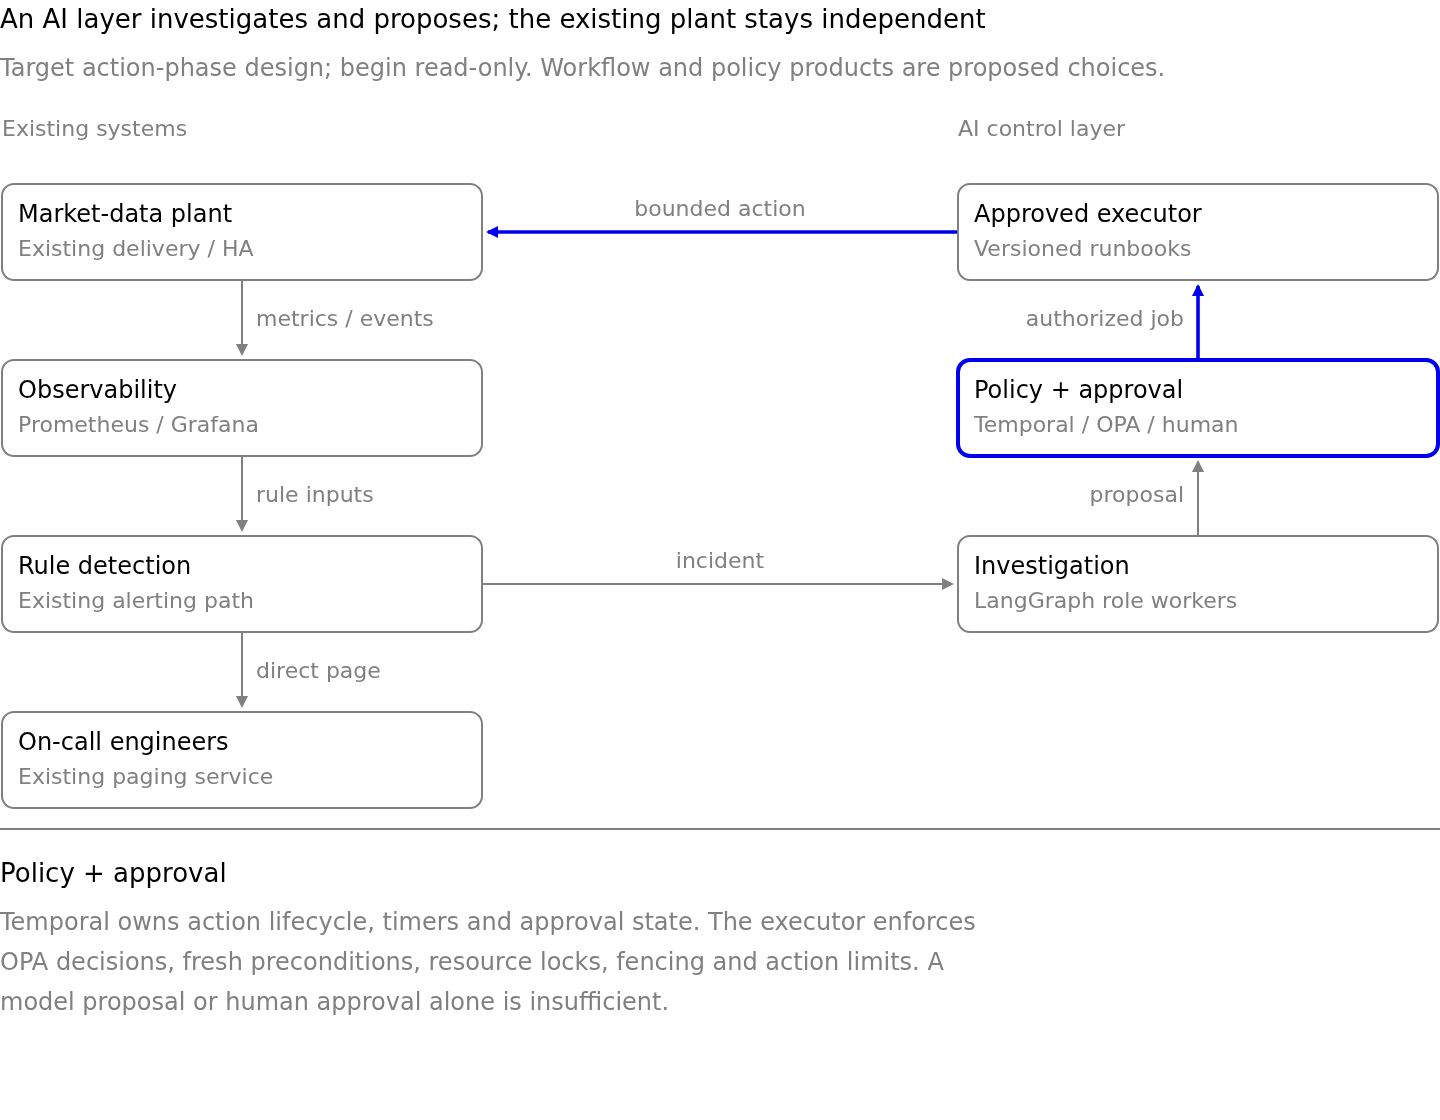 An AI layer investigates and proposes; the existing plant stays independent
Target action-phase design; begin read-only. Workflow and policy products are proposed choices.
Existing systems
AI control layer
Market-data plant
Existing delivery / HA
bounded action
Approved executor
Versioned runbooks
metrics / events
authorized job
Observability
Prometheus / Grafana
Policy + approval
Temporal / OPA / human
rule inputs
proposal
Rule detection
Existing alerting path
incident
Investigation
LangGraph role workers
direct page
On-call engineers
Existing paging service
Policy + approval
Temporal owns action lifecycle, timers and approval state. The executor enforces
OPA decisions, fresh preconditions, resource locks, fencing and action limits. A
model proposal or human approval alone is insufficient.